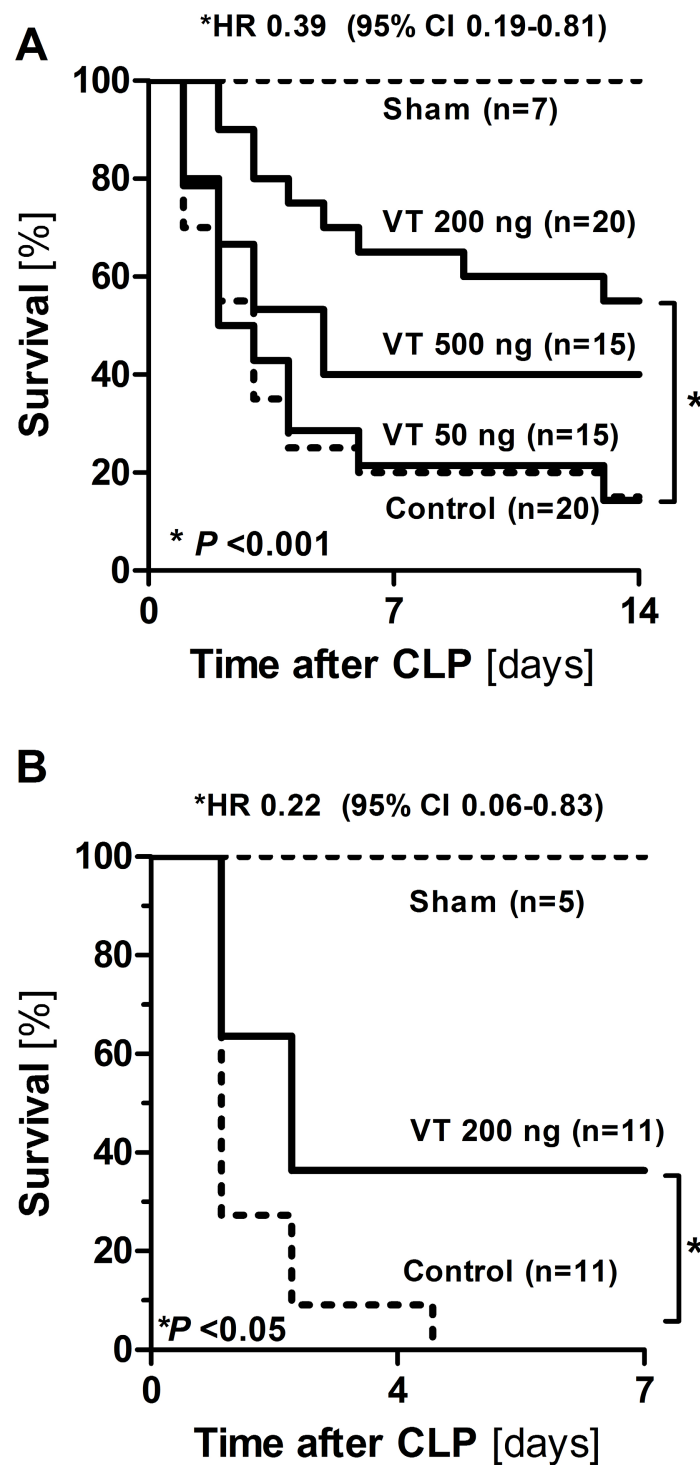 A
*HR 0.39 (95% CI 0.19-0.81)
100
80
60
40
20
0
Survival [%]
Sham (n=7)
VT 200 ng (n=20)
VT 500 ng (n=15)
VT 50 ng (n=15)
Control (n=20)
*
* P <0.001
0 7 14
Time after CLP [days]
B
*HR 0.22 (95% CI 0.06-0.83)
100
80
60
40
20
0
Survival [%]
Sham (n=5)
VT 200 ng (n=11)
Control (n=11)
*
*P <0.05
0 4 7
Time after CLP [days]